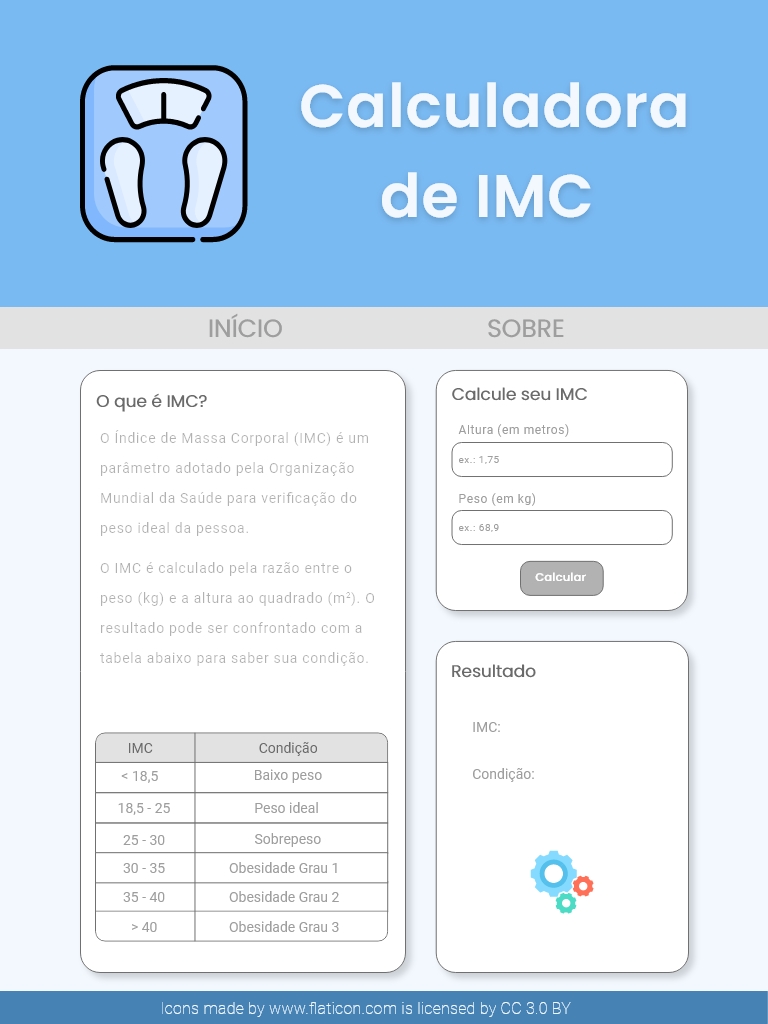 Calculadora
de IMC
INÍCIO SOBRE
O que é IMC?
O Índice de Massa Corporal (IMC) é um
parâmetro adotado pela Organização
Mundial da Saúde para verificação do
peso ideal da pessoa.
O IMC é calculado pela razão entre o
peso (kg) e a altura ao quadrado (m²). O
resultado pode ser confrontado com a
tabela abaixo para saber sua condição.
IMC Condição
< 18,5 Baixo peso
18,5 - 25 Peso ideal
25 - 30 Sobrepeso
30 - 35 Obesidade Grau 1
35 - 40 Obesidade Grau 2
> 40 Obesidade Grau 3
Calcule seu IMC
Altura (em metros)
ex.: 1,75
Peso (em kg)
ex.: 68,9
Calcular
Resultado
IMC:
Condição:
Icons made by www.flaticon.com is licensed by CC 3.0 BY